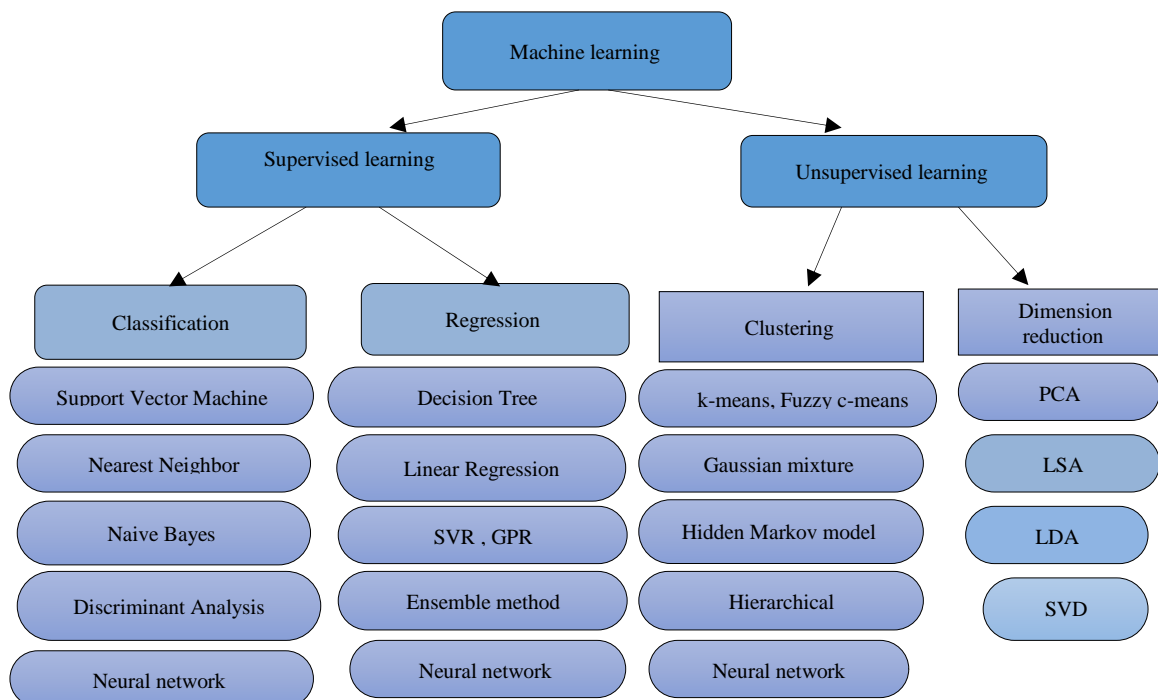 Machine learning
Supervised learning
Unsupervised learning
Classification
Regression
Clustering
Dimension
reduction
Support Vector Machine
Decision Tree
k-means, Fuzzy c-means
PCA
Nearest Neighbor
Linear Regression
Gaussian mixture
LSA
Naive Bayes
SVR , GPR
Hidden Markov model
LDA
Discriminant Analysis
Ensemble method
Hierarchical
SVD
Neural network
Neural network
Neural network